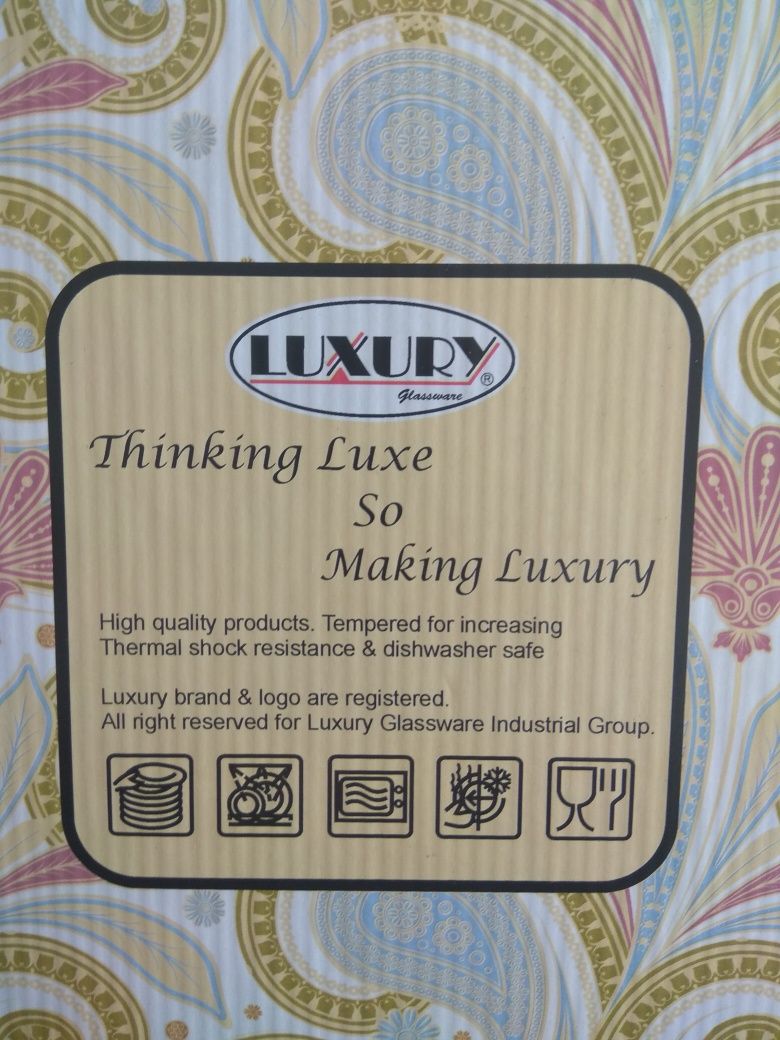 LUXURY®
Glassware
Thinking Luxe
So
Making Luxury
High quality products. Tempered for increasing
Thermal shock resistance & dishwasher safe
Luxury brand & logo are registered.
All right reserved for Luxury Glassware Industrial Group.